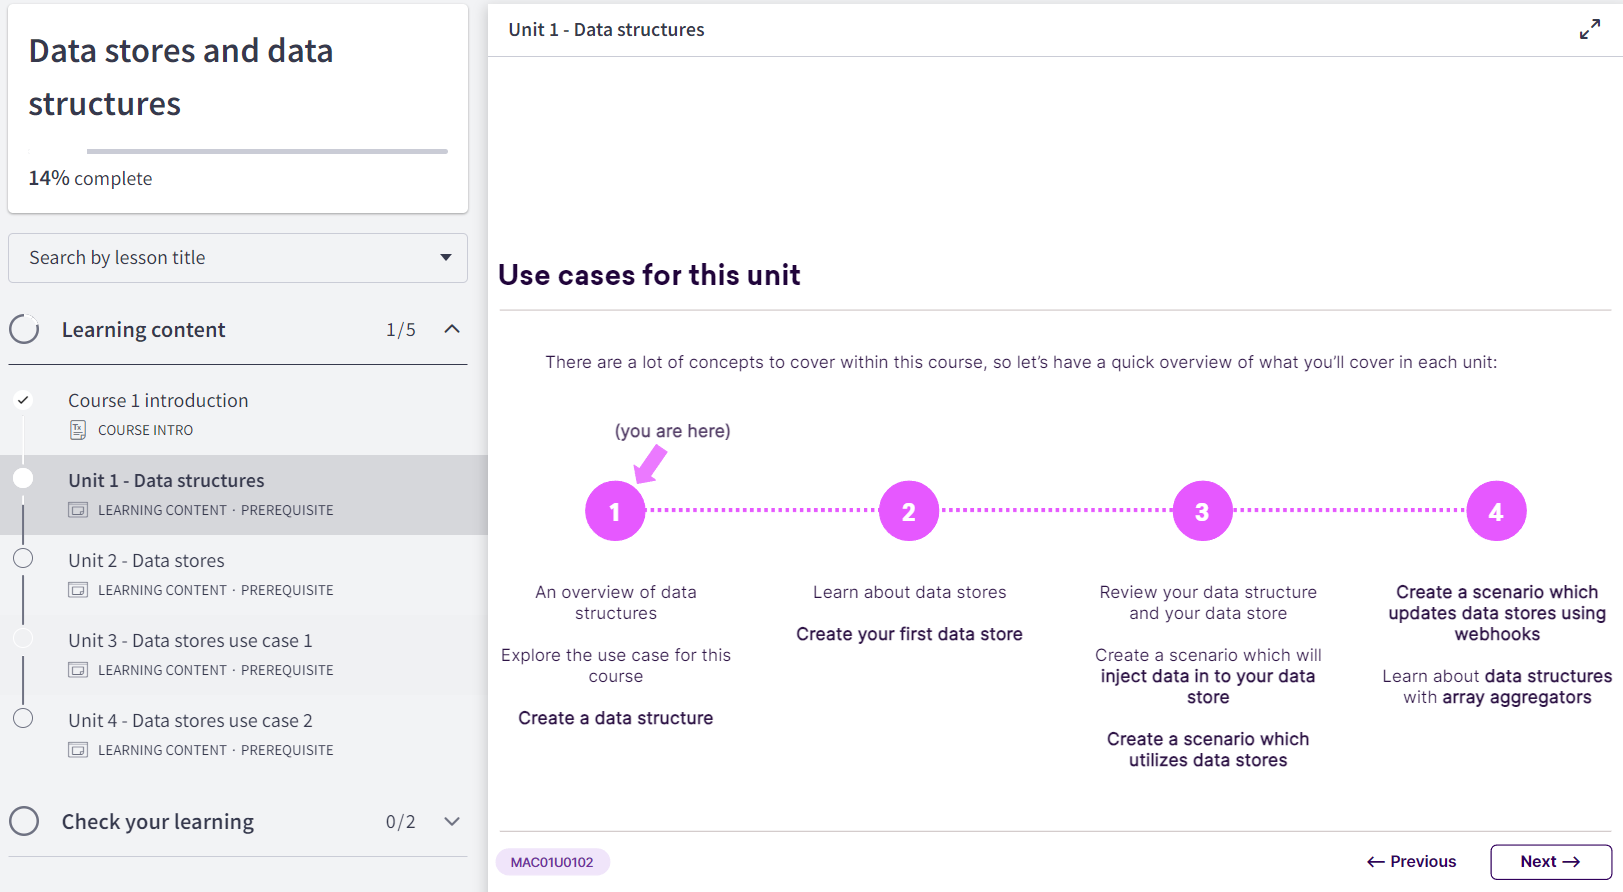 Data stores and data
structures
14% complete
Search by lesson title
Learning content 1/5
Course 1 introduction
COURSE INTRO
Unit 1 - Data structures
LEARNING CONTENT · PREREQUISITE
Unit 2 - Data stores
LEARNING CONTENT · PREREQUISITE
Unit 3 - Data stores use case 1
LEARNING CONTENT · PREREQUISITE
Unit 4 - Data stores use case 2
LEARNING CONTENT · PREREQUISITE
Check your learning 0/2
Unit 1 - Data structures
Use cases for this unit
There are a lot of concepts to cover within this course, so let's have a quick overview of what you'll cover in each unit:
(you are here)
1
An overview of data
structures
Explore the use case for this
course
Create a data structure
2
Learn about data stores
Create your first data store
3
Review your data structure
and your data store
Create a scenario which will
inject data in to your data
store
Create a scenario which
utilizes data stores
4
Create a scenario which
updates data stores using
webhooks
Learn about data structures
with array aggregators
MAC01U0102
← Previous
Next →